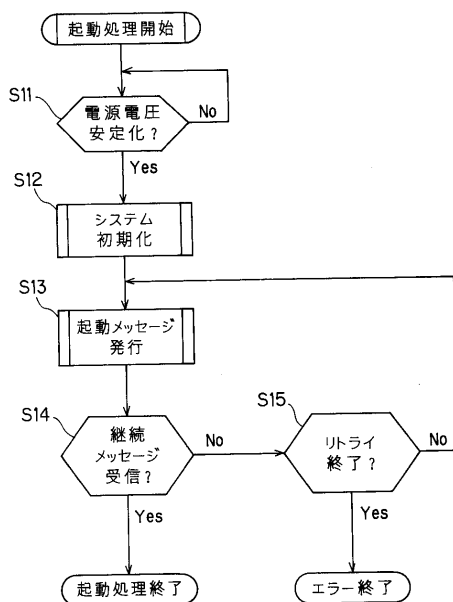 起動処理開始
S11
電源電圧
安定化？
No
Yes
S12
システム
初期化
S13
起動メッセージ
発行
S14
継続
メッセージ
受信？
No
S15
リトライ
終了？
No
Yes
Yes
起動処理終了
エラー終了